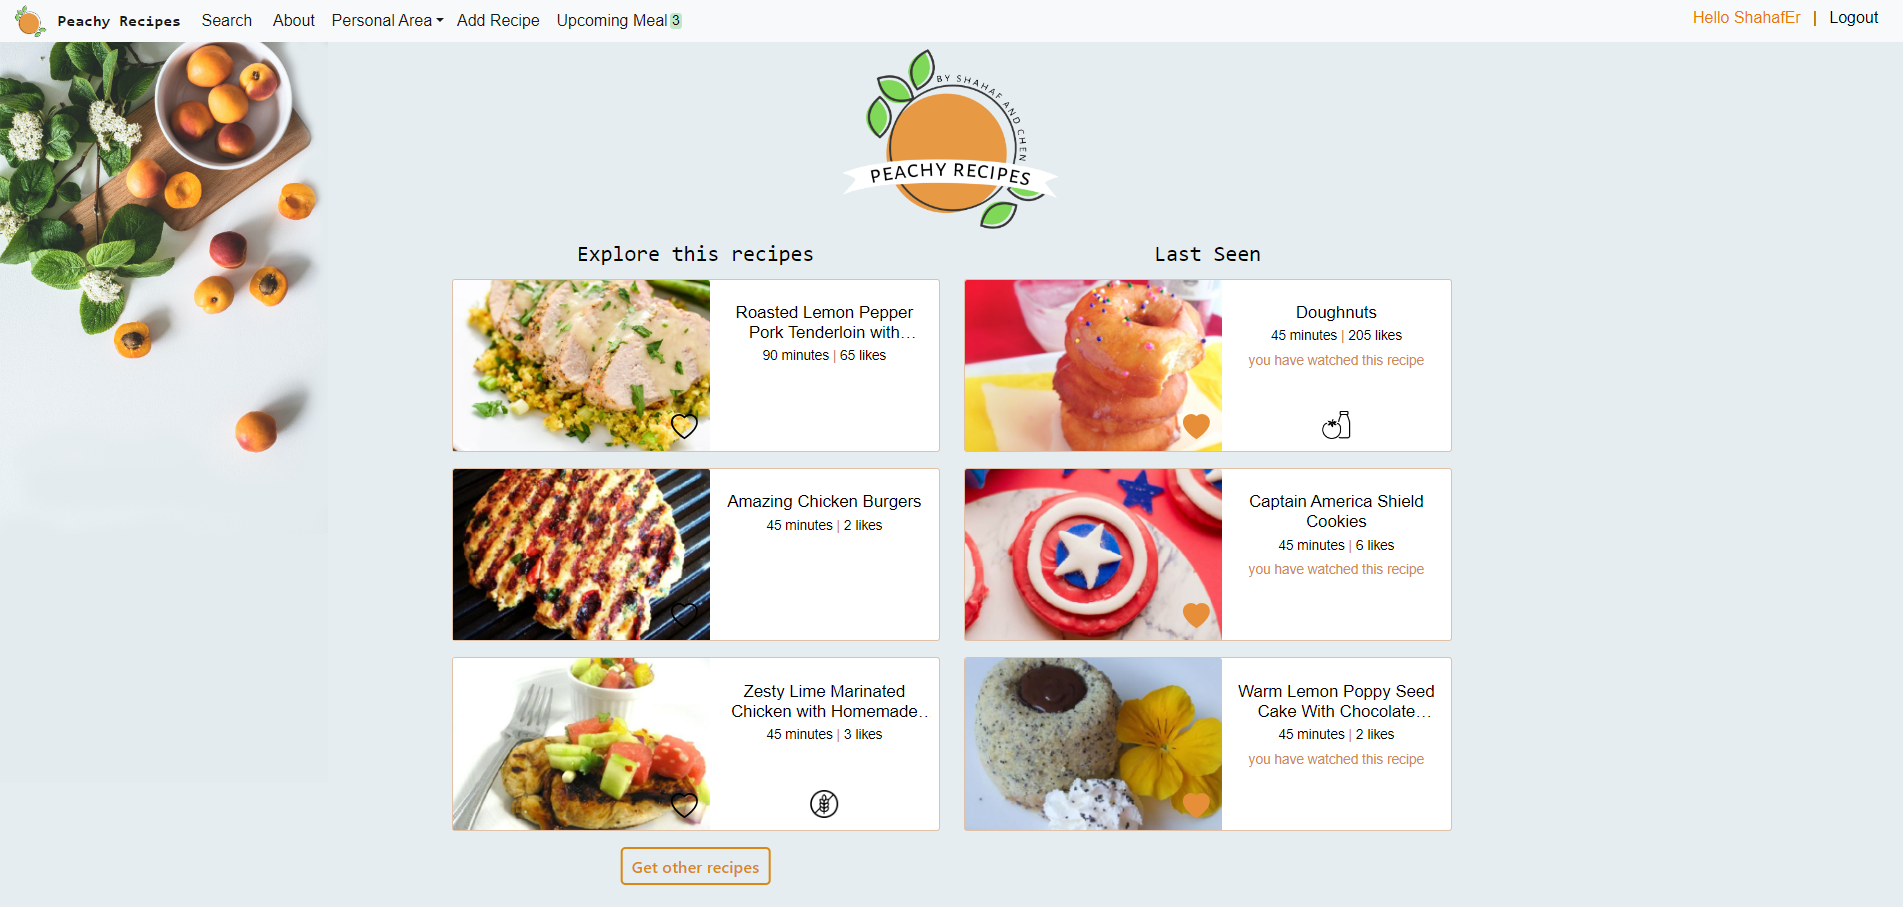 Peachy Recipes Search About Personal Area Add Recipe Upcoming Meal 3 Hello ShahafEr | Logout
BY SHAHAF AND CHEN
PEACHY RECIPES
Explore this recipes
Roasted Lemon Pepper
Pork Tenderloin with…
90 minutes | 65 likes
Amazing Chicken Burgers
45 minutes | 2 likes
Zesty Lime Marinated
Chicken with Homemade…
45 minutes | 3 likes
Get other recipes
Last Seen
Doughnuts
45 minutes | 205 likes
you have watched this recipe
Captain America Shield
Cookies
45 minutes | 6 likes
you have watched this recipe
Warm Lemon Poppy Seed
Cake With Chocolate…
45 minutes | 2 likes
you have watched this recipe